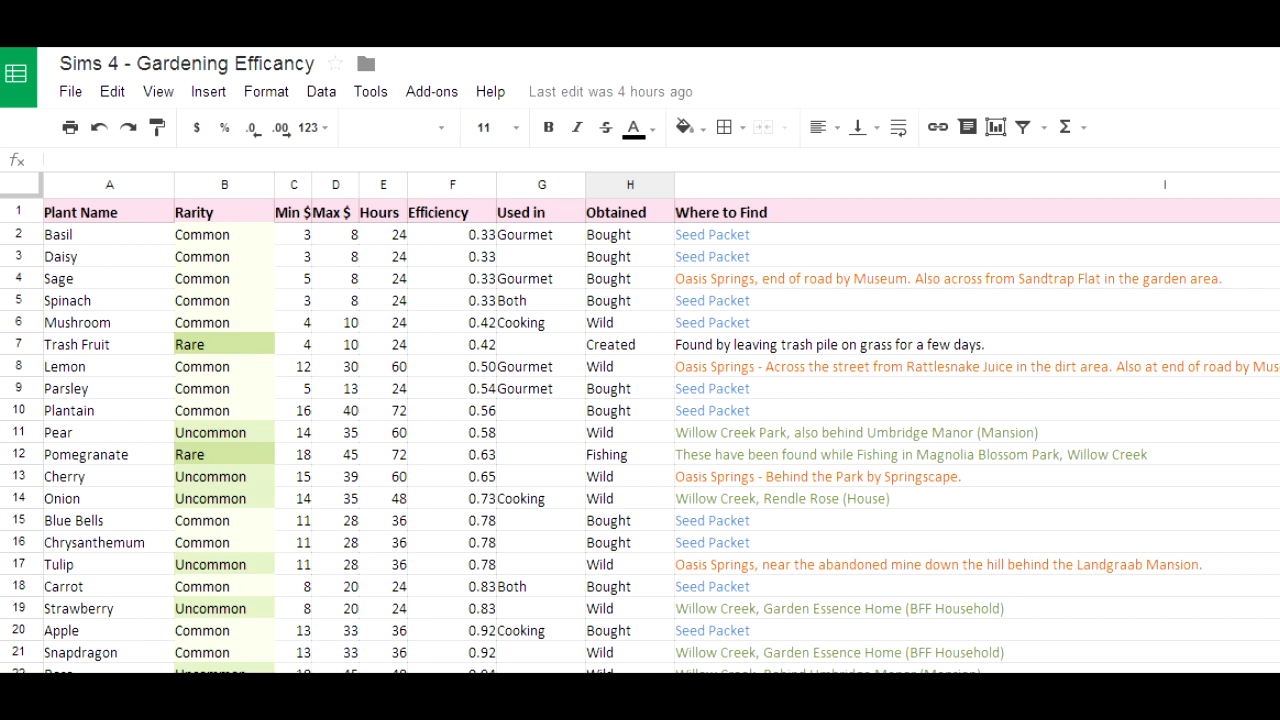 Sims 4 - Gardening Efficancy
File Edit View Insert Format Data Tools Add-ons Help Last edit was 4 hours ago
$ % .0 .00 123 11 B I S A Σ
fx
A B C D E F G H I
1 Plant Name Rarity Min $ Max $ Hours Efficiency Used in Obtained Where to Find
2 Basil Common 3 8 24 0.33 Gourmet Bought Seed Packet
3 Daisy Common 3 8 24 0.33 Bought Seed Packet
4 Sage Common 5 8 24 0.33 Gourmet Bought Oasis Springs, end of road by Museum. Also across from Sandtrap Flat in the garden area.
5 Spinach Common 3 8 24 0.33 Both Bought Seed Packet
6 Mushroom Common 4 10 24 0.42 Cooking Wild Seed Packet
7 Trash Fruit Rare 4 10 24 0.42 Created Found by leaving trash pile on grass for a few days.
8 Lemon Common 12 30 60 0.50 Gourmet Wild Oasis Springs - Across the street from Rattlesnake Juice in the dirt area. Also at end of road by Mus
9 Parsley Common 5 13 24 0.54 Gourmet Bought Seed Packet
10 Plantain Common 16 40 72 0.56 Bought Seed Packet
11 Pear Uncommon 14 35 60 0.58 Wild Willow Creek Park, also behind Umbridge Manor (Mansion)
12 Pomegranate Rare 18 45 72 0.63 Fishing These have been found while Fishing in Magnolia Blossom Park, Willow Creek
13 Cherry Uncommon 15 39 60 0.65 Wild Oasis Springs - Behind the Park by Springscape.
14 Onion Uncommon 14 35 48 0.73 Cooking Wild Willow Creek, Rendle Rose (House)
15 Blue Bells Common 11 28 36 0.78 Bought Seed Packet
16 Chrysanthemum Common 11 28 36 0.78 Bought Seed Packet
17 Tulip Uncommon 11 28 36 0.78 Wild Oasis Springs, near the abandoned mine down the hill behind the Landgraab Mansion.
18 Carrot Common 8 20 24 0.83 Both Bought Seed Packet
19 Strawberry Uncommon 8 20 24 0.83 Wild Willow Creek, Garden Essence Home (BFF Household)
20 Apple Common 13 33 36 0.92 Cooking Bought Seed Packet
21 Snapdragon Common 13 33 36 0.92 Wild Willow Creek, Garden Essence Home (BFF Household)